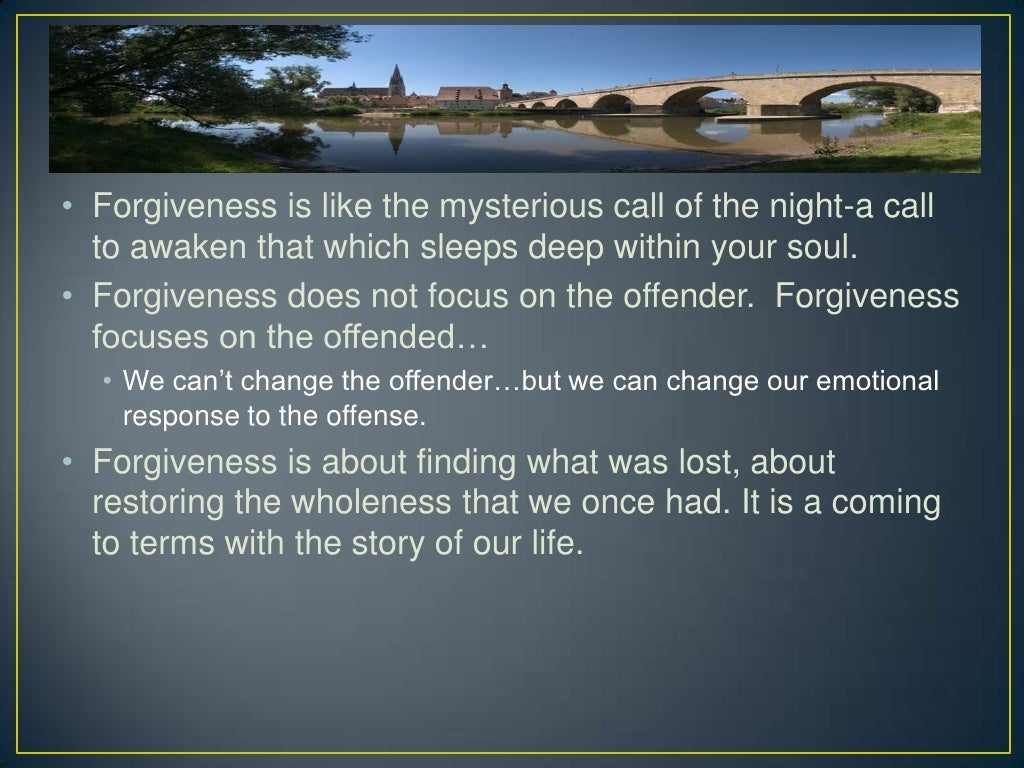 • Forgiveness is like the mysterious call of the night-a call
to awaken that which sleeps deep within your soul.
• Forgiveness does not focus on the offender.  Forgiveness
focuses on the offended…
• We can’t change the offender…but we can change our emotional
response to the offense.
• Forgiveness is about finding what was lost, about
restoring the wholeness that we once had. It is a coming
to terms with the story of our life.